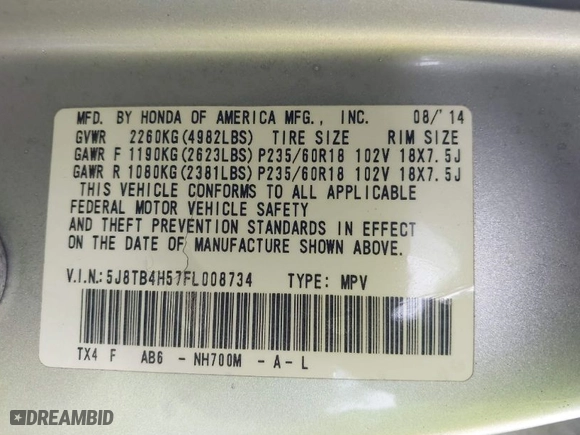 MFD. BY HONDA OF AMERICA MFG., INC. 08/'14
GVWR 2260KG(4982LBS) TIRE SIZE RIM SIZE
GAWR F 1190KG(2623LBS) P235/60R18 102V 18X7.5J
GAWR R 1080KG(2381LBS) P235/60R18 102V 18X7.5J
THIS VEHICLE CONFORMS TO ALL APPLICABLE
FEDERAL MOTOR VEHICLE SAFETY
AND THEFT PREVENTION STANDARDS IN EFFECT
ON THE DATE OF MANUFACTURE SHOWN ABOVE.
V.I.N.:5J8TB4H57FL008734 TYPE: MPV
TX4 F AB6 - NH700M - A - L
DREAMBID